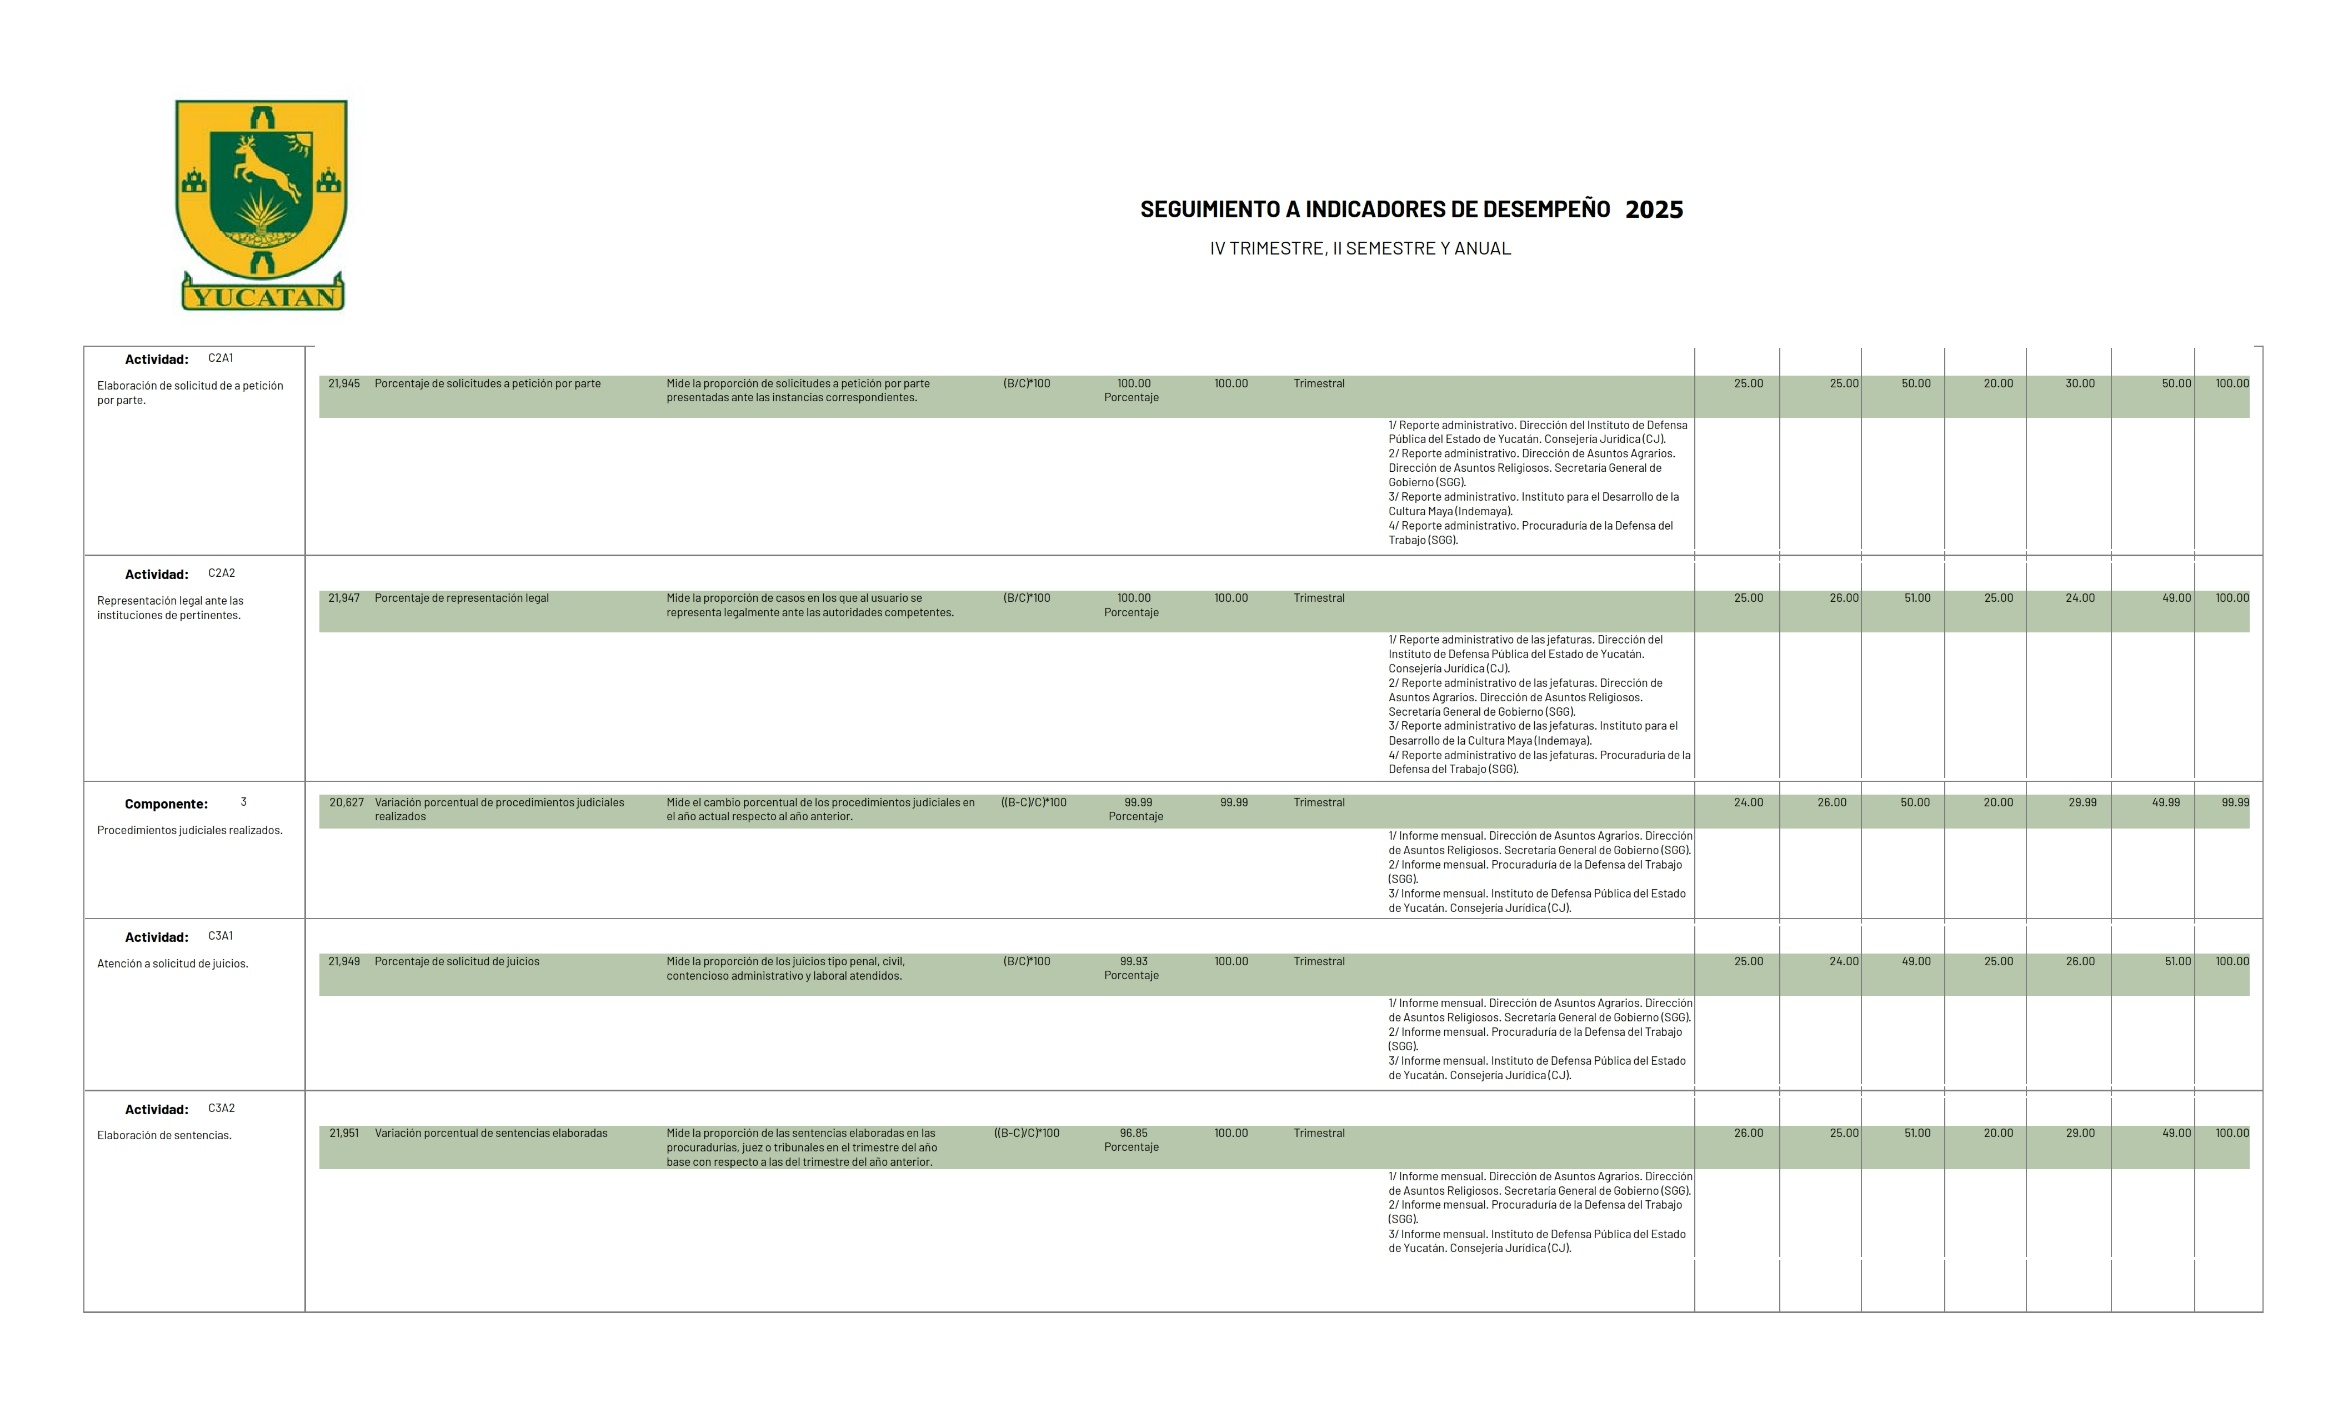 YUCATAN
SEGUIMIENTO A INDICADORES DE DESEMPEÑO 2025
IV TRIMESTRE, II SEMESTRE Y ANUAL
Actividad: C2A1
Elaboración de solicitud de a petición
por parte.
21,945 Porcentaje de solicitudes a petición por parte Mide la proporción de solicitudes a petición por parte (B/C)*100 100.00 100.00 Trimestral 25.00 25.00 50.00 20.00 30.00 50.00 100.00
presentadas ante las instancias correspondientes. Porcentaje
1/ Reporte administrativo. Dirección del Instituto de Defensa
Pública del Estado de Yucatán. Consejería Jurídica (CJ).
2/ Reporte administrativo. Dirección de Asuntos Agrarios.
Dirección de Asuntos Religiosos. Secretaría General de
Gobierno (SGG).
3/ Reporte administrativo. Instituto para el Desarrollo de la
Cultura Maya (Indemaya).
4/ Reporte administrativo. Procuraduría de la Defensa del
Trabajo (SGG).
Actividad: C2A2
Representación legal ante las
instituciones de pertinentes.
21,947 Porcentaje de representación legal Mide la proporción de casos en los que al usuario se (B/C)*100 100.00 100.00 Trimestral 25.00 26.00 51.00 25.00 24.00 49.00 100.00
representa legalmente ante las autoridades competentes. Porcentaje
1/ Reporte administrativo de las jefaturas. Dirección del
Instituto de Defensa Pública del Estado de Yucatán.
Consejería Jurídica (CJ).
2/ Reporte administrativo de las jefaturas. Dirección de
Asuntos Agrarios. Dirección de Asuntos Religiosos.
Secretaría General de Gobierno (SGG).
3/ Reporte administrativo de las jefaturas. Instituto para el
Desarrollo de la Cultura Maya (Indemaya).
4/ Reporte administrativo de las jefaturas. Procuraduría de la
Defensa del Trabajo (SGG).
Componente: 3
Procedimientos judiciales realizados.
20,627 Variación porcentual de procedimientos judiciales Mide el cambio porcentual de los procedimientos judiciales en ((B-C)/C)*100 99.99 99.99 Trimestral 24.00 26.00 50.00 20.00 29.99 49.99 99.99
realizados el año actual respecto al año anterior. Porcentaje
1/ Informe mensual. Dirección de Asuntos Agrarios. Dirección
de Asuntos Religiosos. Secretaría General de Gobierno (SGG).
2/ Informe mensual. Procuraduría de la Defensa del Trabajo
(SGG).
3/ Informe mensual. Instituto de Defensa Pública del Estado
de Yucatán. Consejería Jurídica (CJ).
Actividad: C3A1
Atención a solicitud de juicios.
21,949 Porcentaje de solicitud de juicios Mide la proporción de los juicios tipo penal, civil, (B/C)*100 99.93 100.00 Trimestral 25.00 24.00 49.00 25.00 26.00 51.00 100.00
contencioso administrativo y laboral atendidos. Porcentaje
1/ Informe mensual. Dirección de Asuntos Agrarios. Dirección
de Asuntos Religiosos. Secretaría General de Gobierno (SGG).
2/ Informe mensual. Procuraduría de la Defensa del Trabajo
(SGG).
3/ Informe mensual. Instituto de Defensa Pública del Estado
de Yucatán. Consejería Jurídica (CJ).
Actividad: C3A2
Elaboración de sentencias.
21,951 Variación porcentual de sentencias elaboradas Mide la proporción de las sentencias elaboradas en las ((B-C)/C)*100 96.85 100.00 Trimestral 26.00 25.00 51.00 20.00 29.00 49.00 100.00
procuradurías, juez o tribunales en el trimestre del año Porcentaje
base con respecto a las del trimestre del año anterior.
1/ Informe mensual. Dirección de Asuntos Agrarios. Dirección
de Asuntos Religiosos. Secretaría General de Gobierno (SGG).
2/ Informe mensual. Procuraduría de la Defensa del Trabajo
(SGG).
3/ Informe mensual. Instituto de Defensa Pública del Estado
de Yucatán. Consejería Jurídica (CJ).